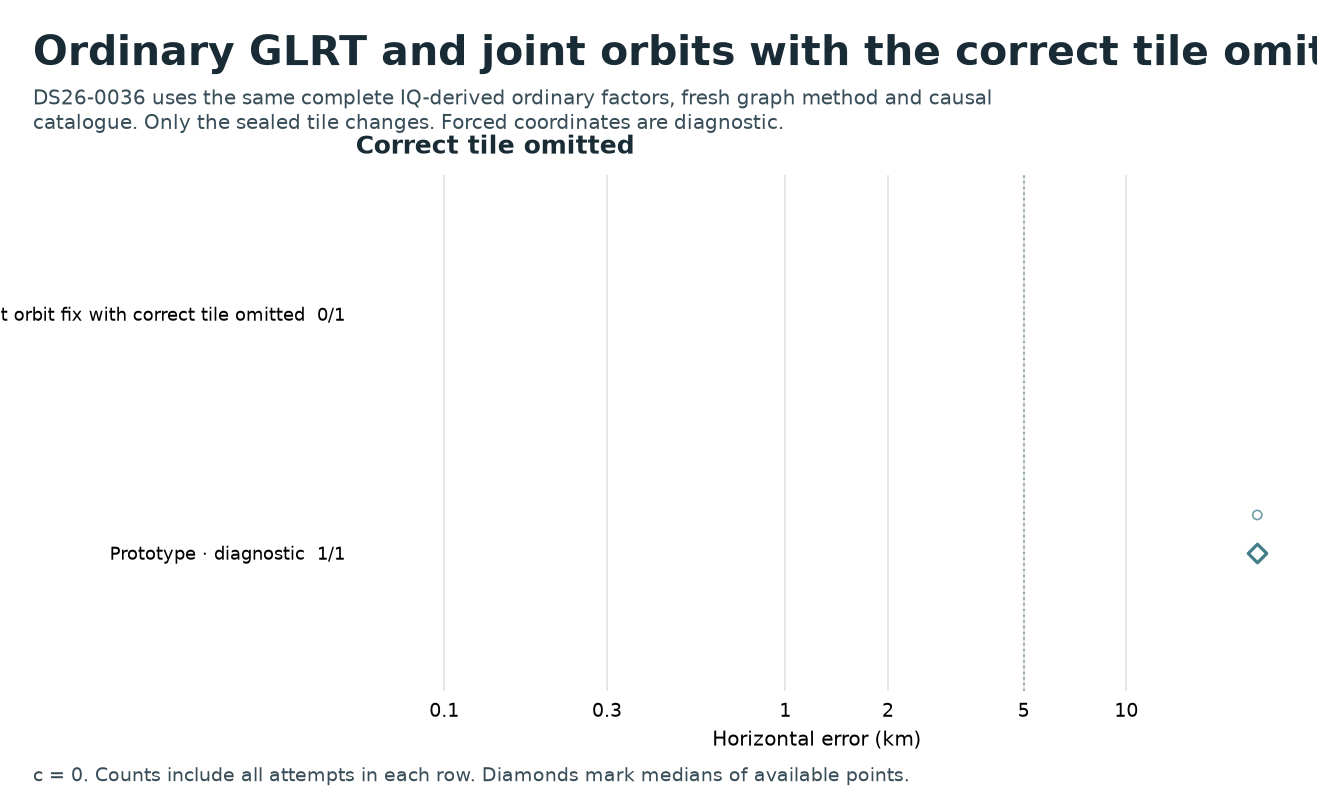 Ordinary GLRT and joint orbits with the correct tile
DS26-0036 uses the same complete IQ-derived ordinary factors, fresh graph method and causal
catalogue. Only the sealed tile changes. Forced coordinates are diagnostic.
Correct tile omitted
orbit fix with correct tile omitted 0/1
Prototype · diagnostic 1/1
0.1 0.3 1 2 5 10
Horizontal error (km)
c = 0. Counts include all attempts in each row. Diamonds mark medians of available points.